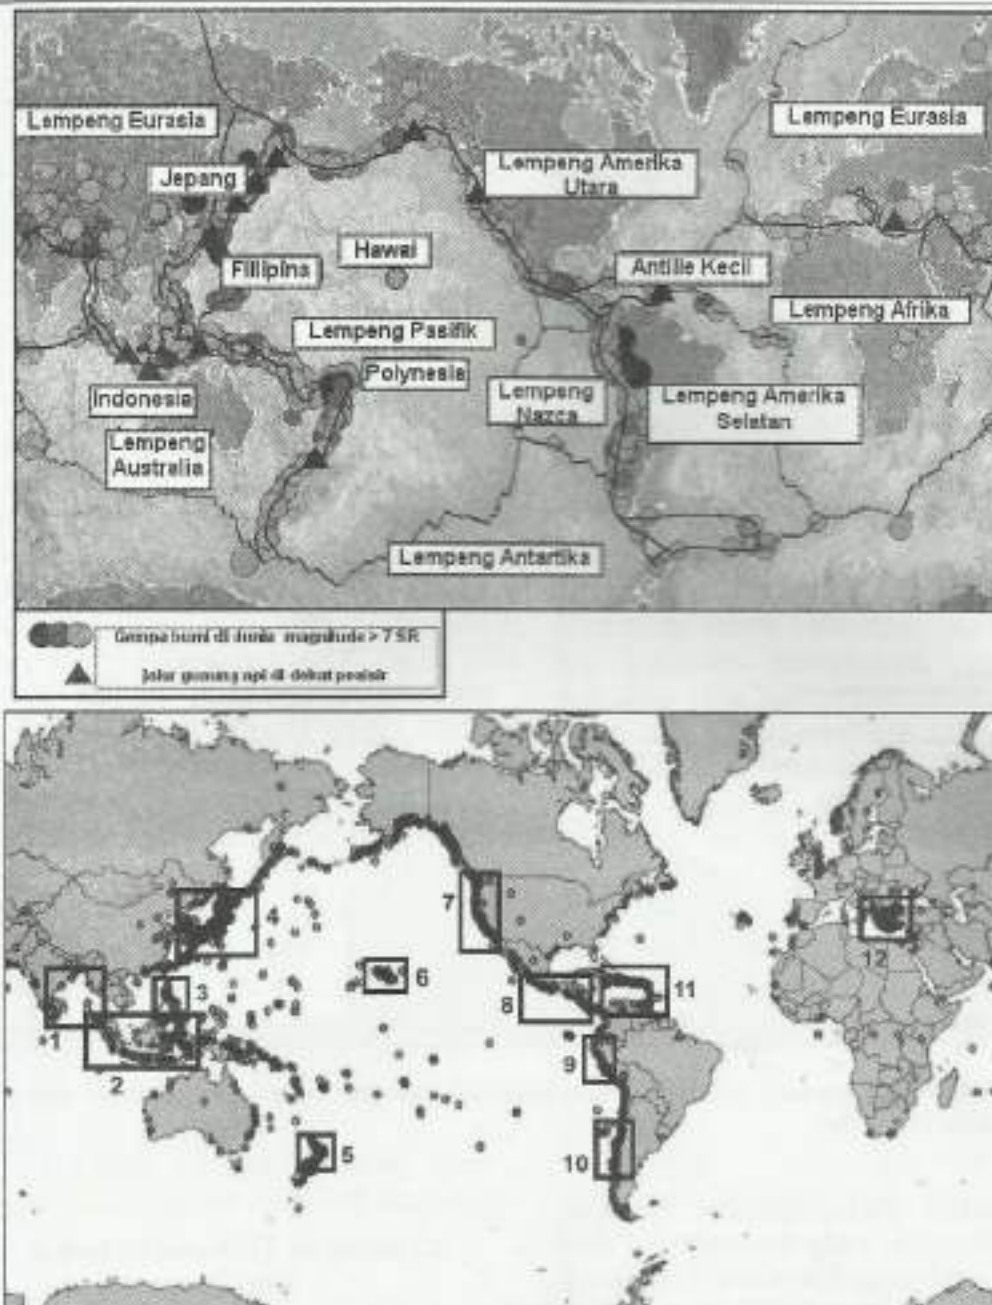 Lempeng Eurasia
Lempeng Eurasia
Jepang
Lempeng Amerika
Utara
Hawai
Fillipina
Antille Kecil
Lempeng Pasifik
Lempeng Afrika
Polynesia
Indonesia
Lempeng
Nazca
Lempeng Amerika
Selatan
Lempeng
Australia
Lempeng Antartika
Gempa bumi di dunia magnitude > 7 SR
Jalur gunung api di dekat pesisir
7
4
12
6
3
8
11
1
2
9
5
10